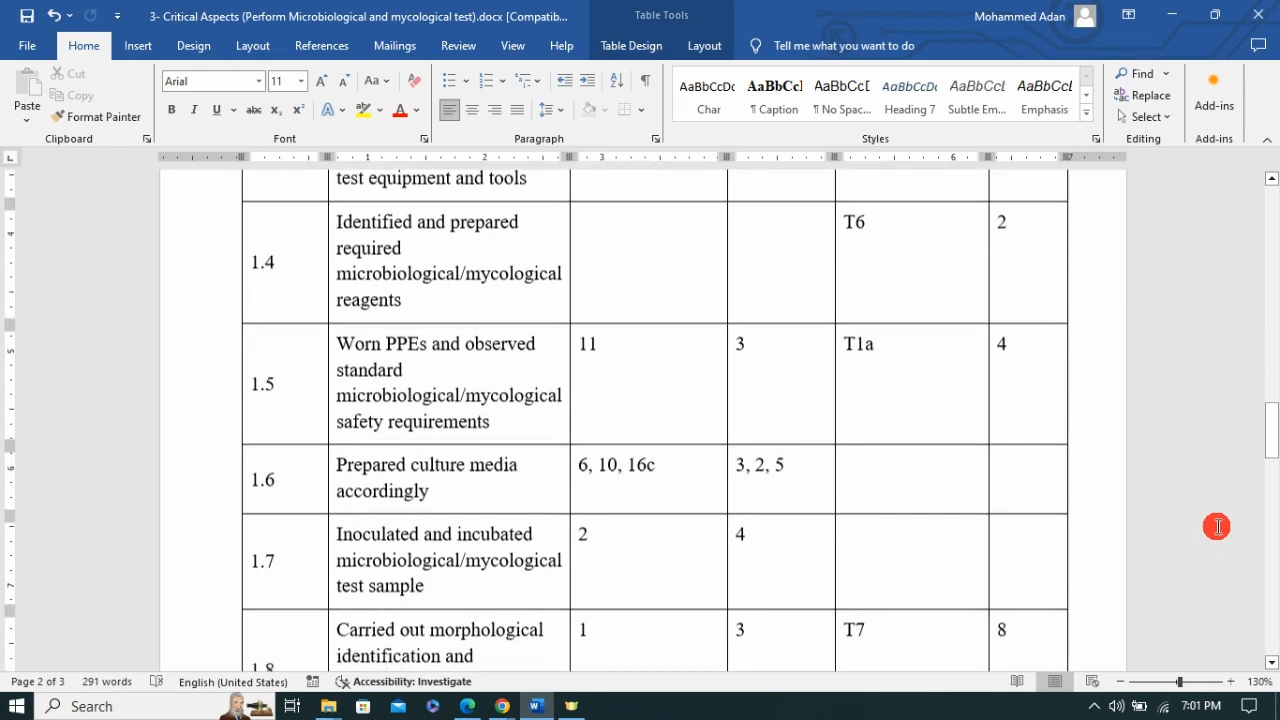 3- Critical Aspects (Perform Microbiological and mycological test).docx [Compatib...
Table Tools
Mohammed Adan
File Home Insert Design Layout References Mailings Review View Help Table Design Layout Tell me what you want to do
Paste
Cut
Copy
Format Painter
Clipboard
Arial 11
Font
Paragraph
AaBbCcDc AaBbCcI AaBbCcI AaBbCcDc AaBbCcI AaBbCcI
Char ¶ Caption ¶ No Spac... Heading 7 Subtle Em... Emphasis
Styles
Find
Replace
Select
Editing
Add-ins
Add-ins
1 2 3 6 7
test equipment and tools
1.4 Identified and prepared T6 2
required
microbiological/mycological
reagents
1.5 Worn PPEs and observed 11 3 T1a 4
standard
microbiological/mycological
safety requirements
1.6 Prepared culture media 6, 10, 16c 3, 2, 5
accordingly
1.7 Inoculated and incubated 2 4
microbiological/mycological
test sample
1.8 Carried out morphological 1 3 T7 8
identification and
Page 2 of 3 291 words English (United States) Accessibility: Investigate 130%
Search 7:01 PM